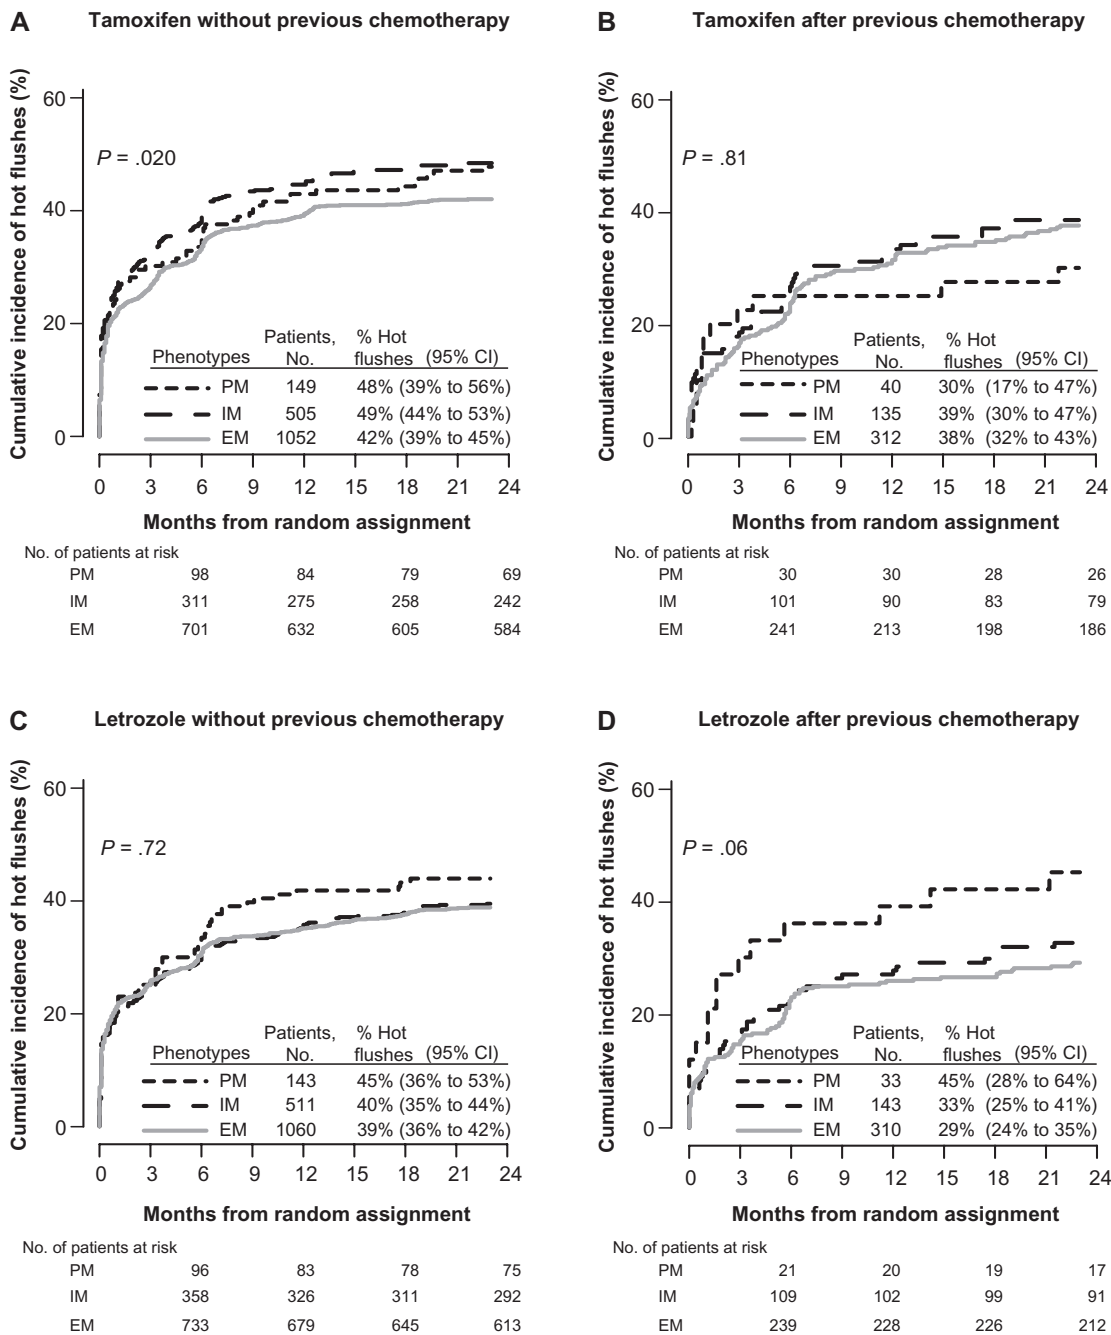 A Tamoxifen without previous chemotherapy
Cumulative incidence of hot flushes (%)
60
40
20
0
P = .020
Patients, % Hot
Phenotypes No. flushes (95% CI)
PM 149 48% (39% to 56%)
IM 505 49% (44% to 53%)
EM 1052 42% (39% to 45%)
0 3 6 9 12 15 18 21 24
Months from random assignment
No. of patients at risk
PM 98 84 79 69
IM 311 275 258 242
EM 701 632 605 584
B Tamoxifen after previous chemotherapy
Cumulative incidence of hot flushes (%)
60
40
20
0
P = .81
Patients, % Hot
Phenotypes No. flushes (95% CI)
PM 40 30% (17% to 47%)
IM 135 39% (30% to 47%)
EM 312 38% (32% to 43%)
0 3 6 9 12 15 18 21 24
Months from random assignment
No. of patients at risk
PM 30 30 28 26
IM 101 90 83 79
EM 241 213 198 186
C Letrozole without previous chemotherapy
Cumulative incidence of hot flushes (%)
60
40
20
0
P = .72
Patients, % Hot
Phenotypes No. flushes (95% CI)
PM 143 45% (36% to 53%)
IM 511 40% (35% to 44%)
EM 1060 39% (36% to 42%)
0 3 6 9 12 15 18 21 24
Months from random assignment
No. of patients at risk
PM 96 83 78 75
IM 358 326 311 292
EM 733 679 645 613
D Letrozole after previous chemotherapy
Cumulative incidence of hot flushes (%)
60
40
20
0
P = .06
Patients, % Hot
Phenotypes No. flushes (95% CI)
PM 33 45% (28% to 64%)
IM 143 33% (25% to 41%)
EM 310 29% (24% to 35%)
0 3 6 9 12 15 18 21 24
Months from random assignment
No. of patients at risk
PM 21 20 19 17
IM 109 102 99 91
EM 239 228 226 212